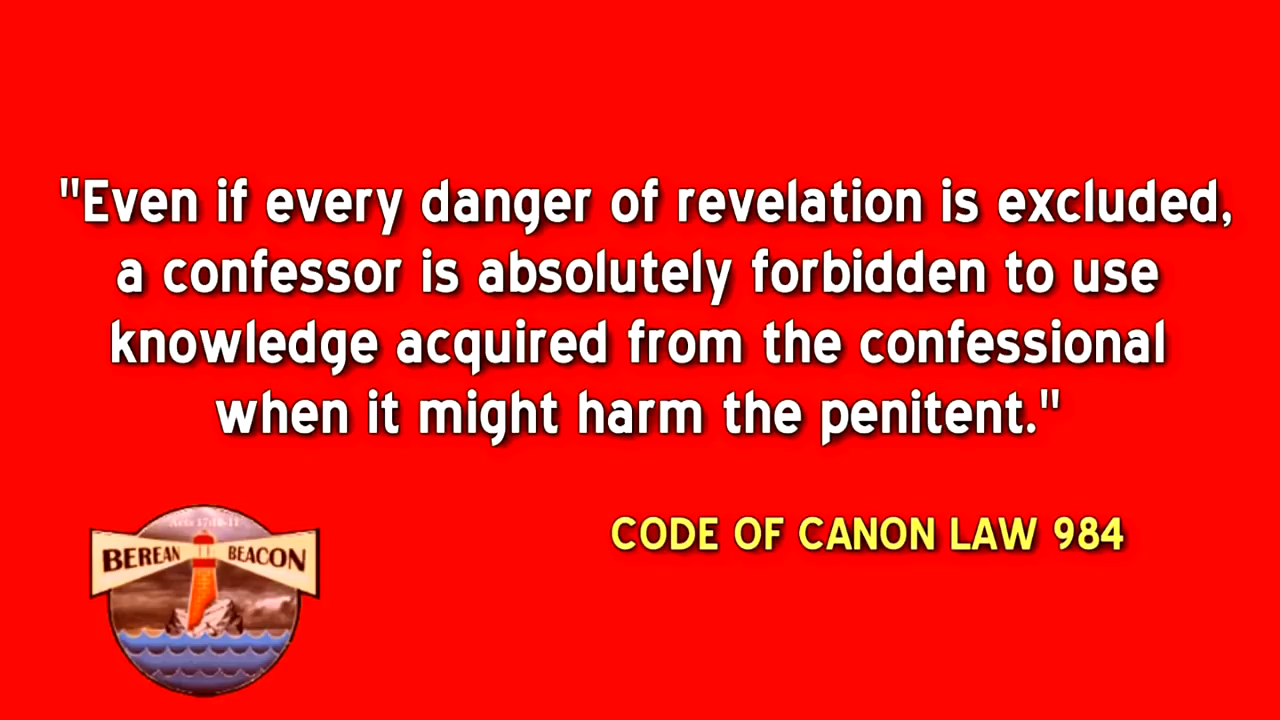 "Even if every danger of revelation is excluded,
a confessor is absolutely forbidden to use
knowledge acquired from the confessional
when it might harm the penitent."
CODE OF CANON LAW 984
BEREAN BEACON